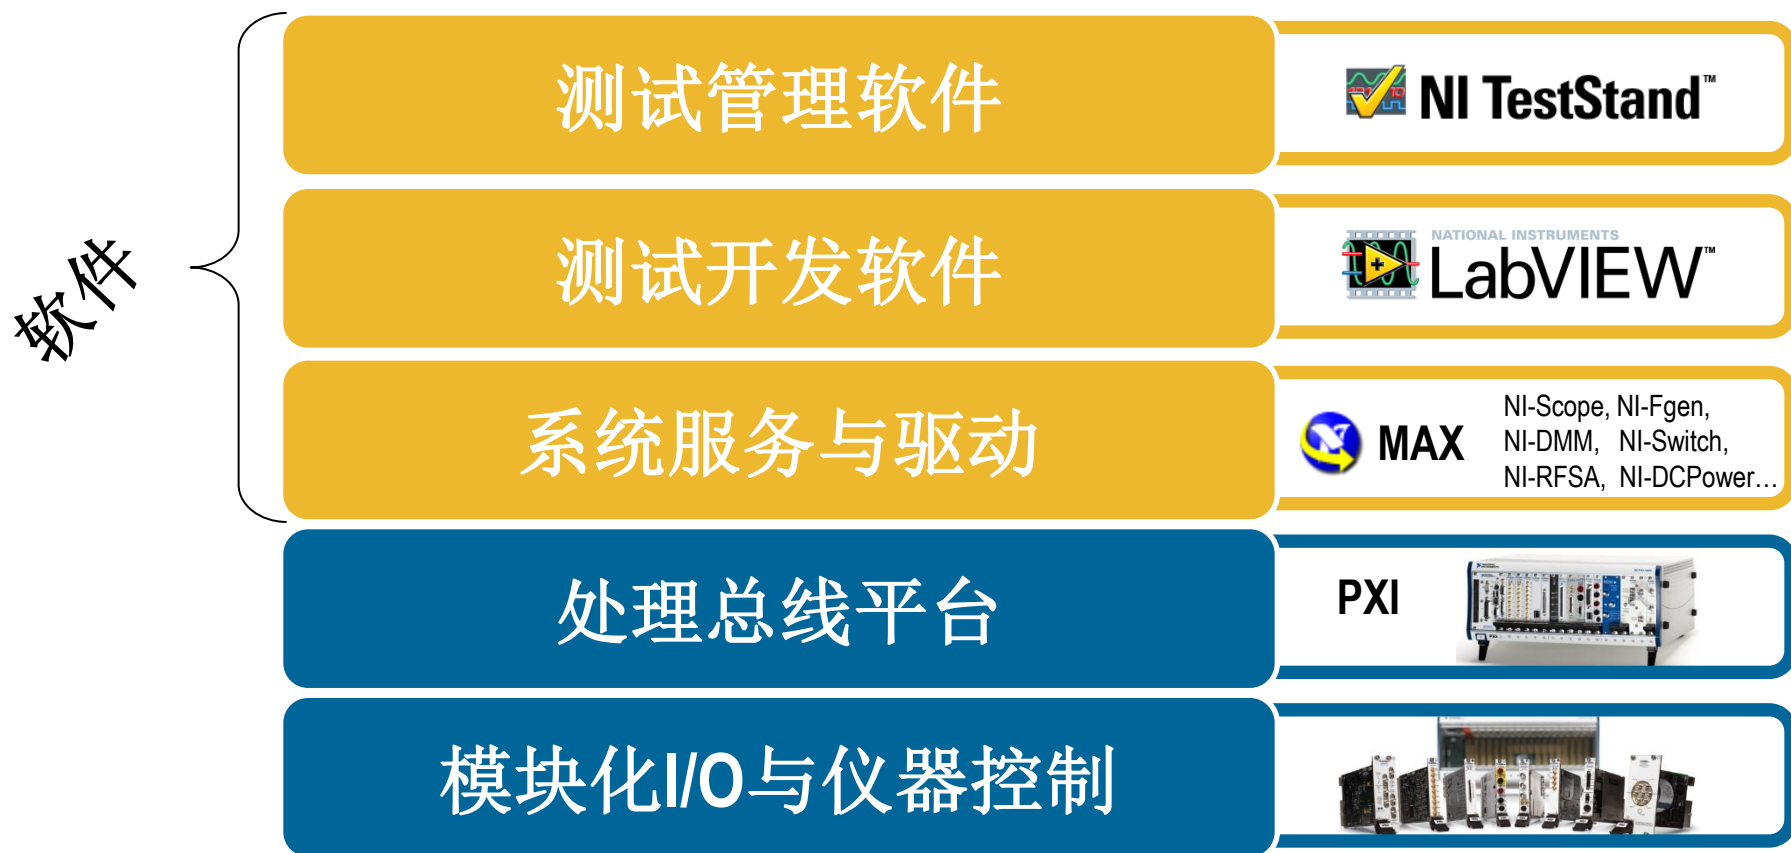 软件
测试管理软件
NI TestStand™
测试开发软件
NATIONAL INSTRUMENTS
LabVIEW™
系统服务与驱动
MAX
NI-Scope, NI-Fgen,
NI-DMM, NI-Switch,
NI-RFSA, NI-DCPower...
处理总线平台
PXI
模块化I/O与仪器控制